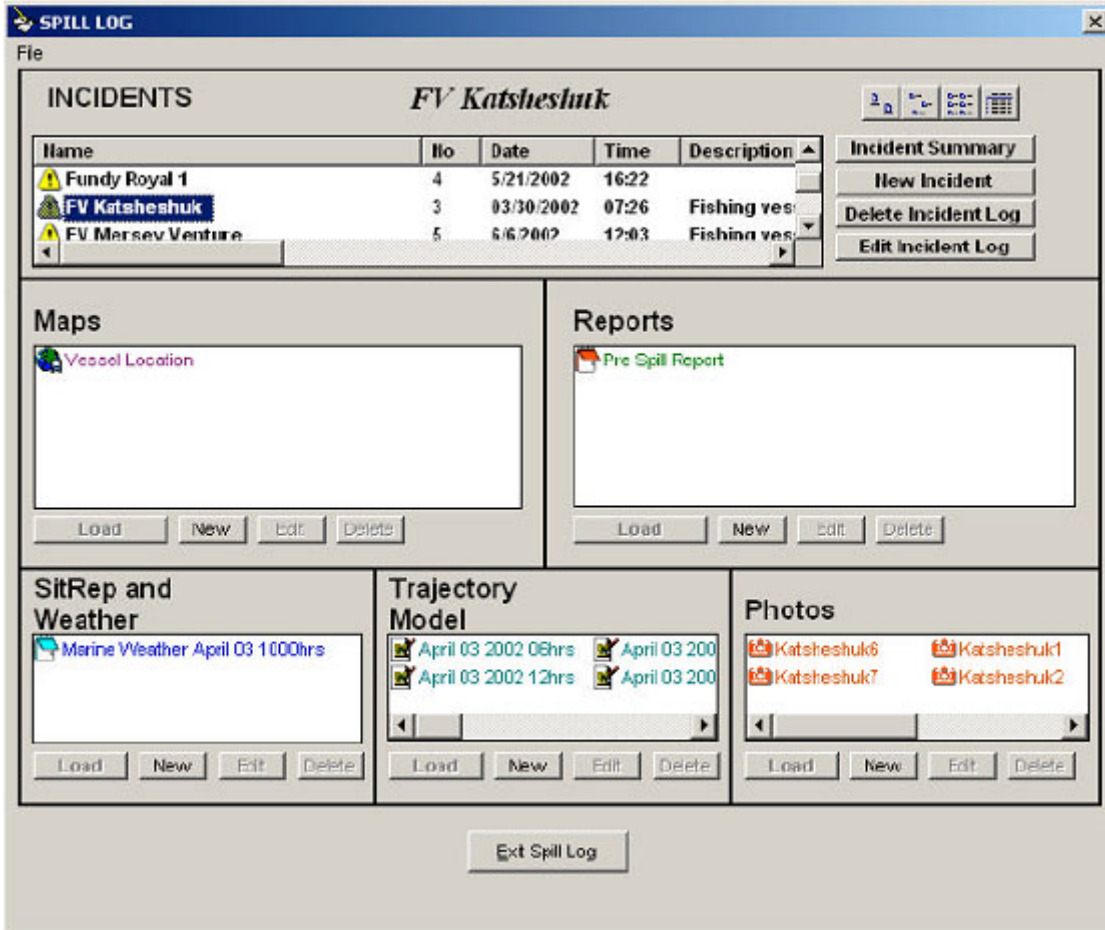 SPILL LOG
File
INCIDENTS
FV Katsheshuk
Name No Date Time Description
Fundy Royal 1 4 5/21/2002 16:22
FV Katsheshuk 3 03/30/2002 07:26 Fishing ves
FV Mersey Venture 5 6/6/2002 12:03 Fishing ves
Incident Summary
New Incident
Delete Incident Log
Edit Incident Log
Maps
Vessel Location
Load New Edit Delete
Reports
Pre Spill Report
Load New Edit Delete
SitRep and
Weather
Marine Weather April 03 1000hrs
Load New Edit Delete
Trajectory
Model
April 03 2002 06hrs April 03 200
April 03 2002 12hrs April 03 200
Load New Edit Delete
Photos
Katsheshuk6 Katsheshuk1
Katsheshuk7 Katsheshuk2
Load New Edit Delete
Exit Spill Log